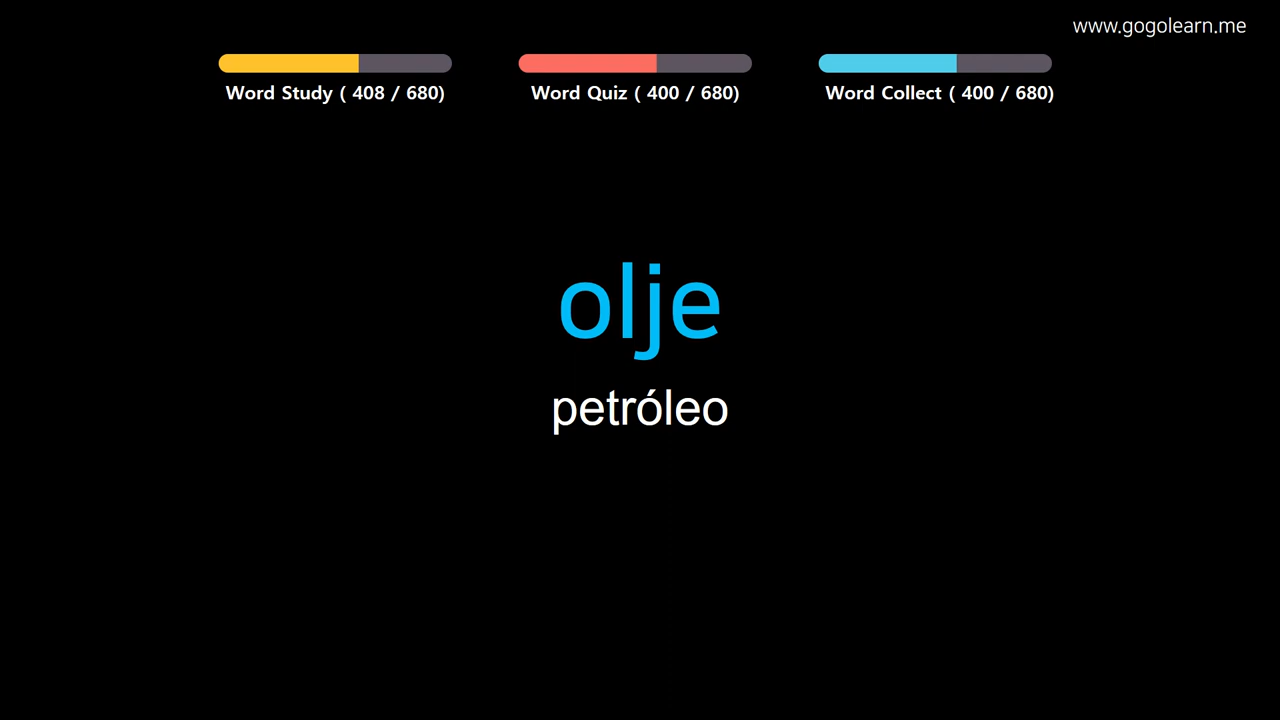 www.gogolearn.me
Word Study ( 408 / 680)
Word Quiz ( 400 / 680)
Word Collect ( 400 / 680)
olje
petróleo